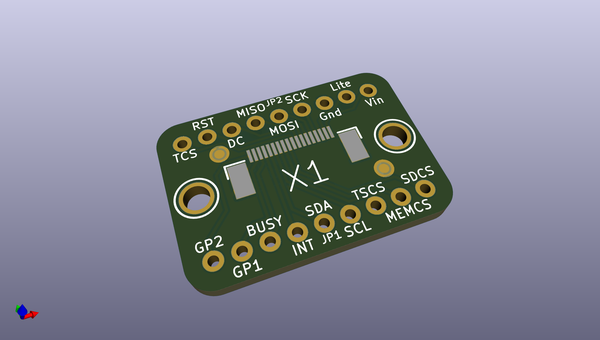 TCS RST DC MISO JP2 MOSI SCK Gnd Lite Vin
X1
GP2 GP1 BUSY INT SDA JP1 SCL TSCS MEMCS SDCS